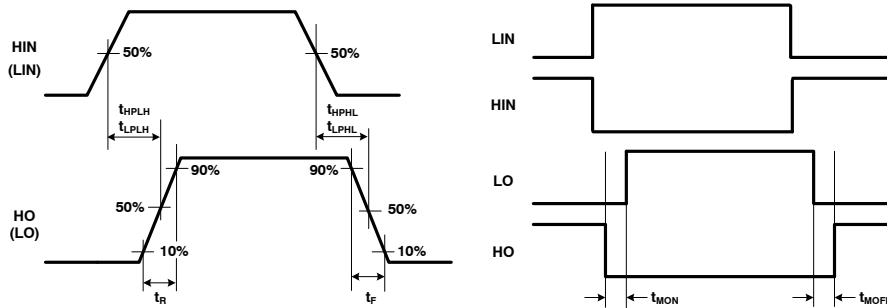 HIN
(LIN)
50%
50%
tHPLH
tLPLH
tHPHL
tLPHL
HO
(LO)
90%
90%
50%
50%
10%
10%
tR
tF
LIN
HIN
LO
HO
tMON